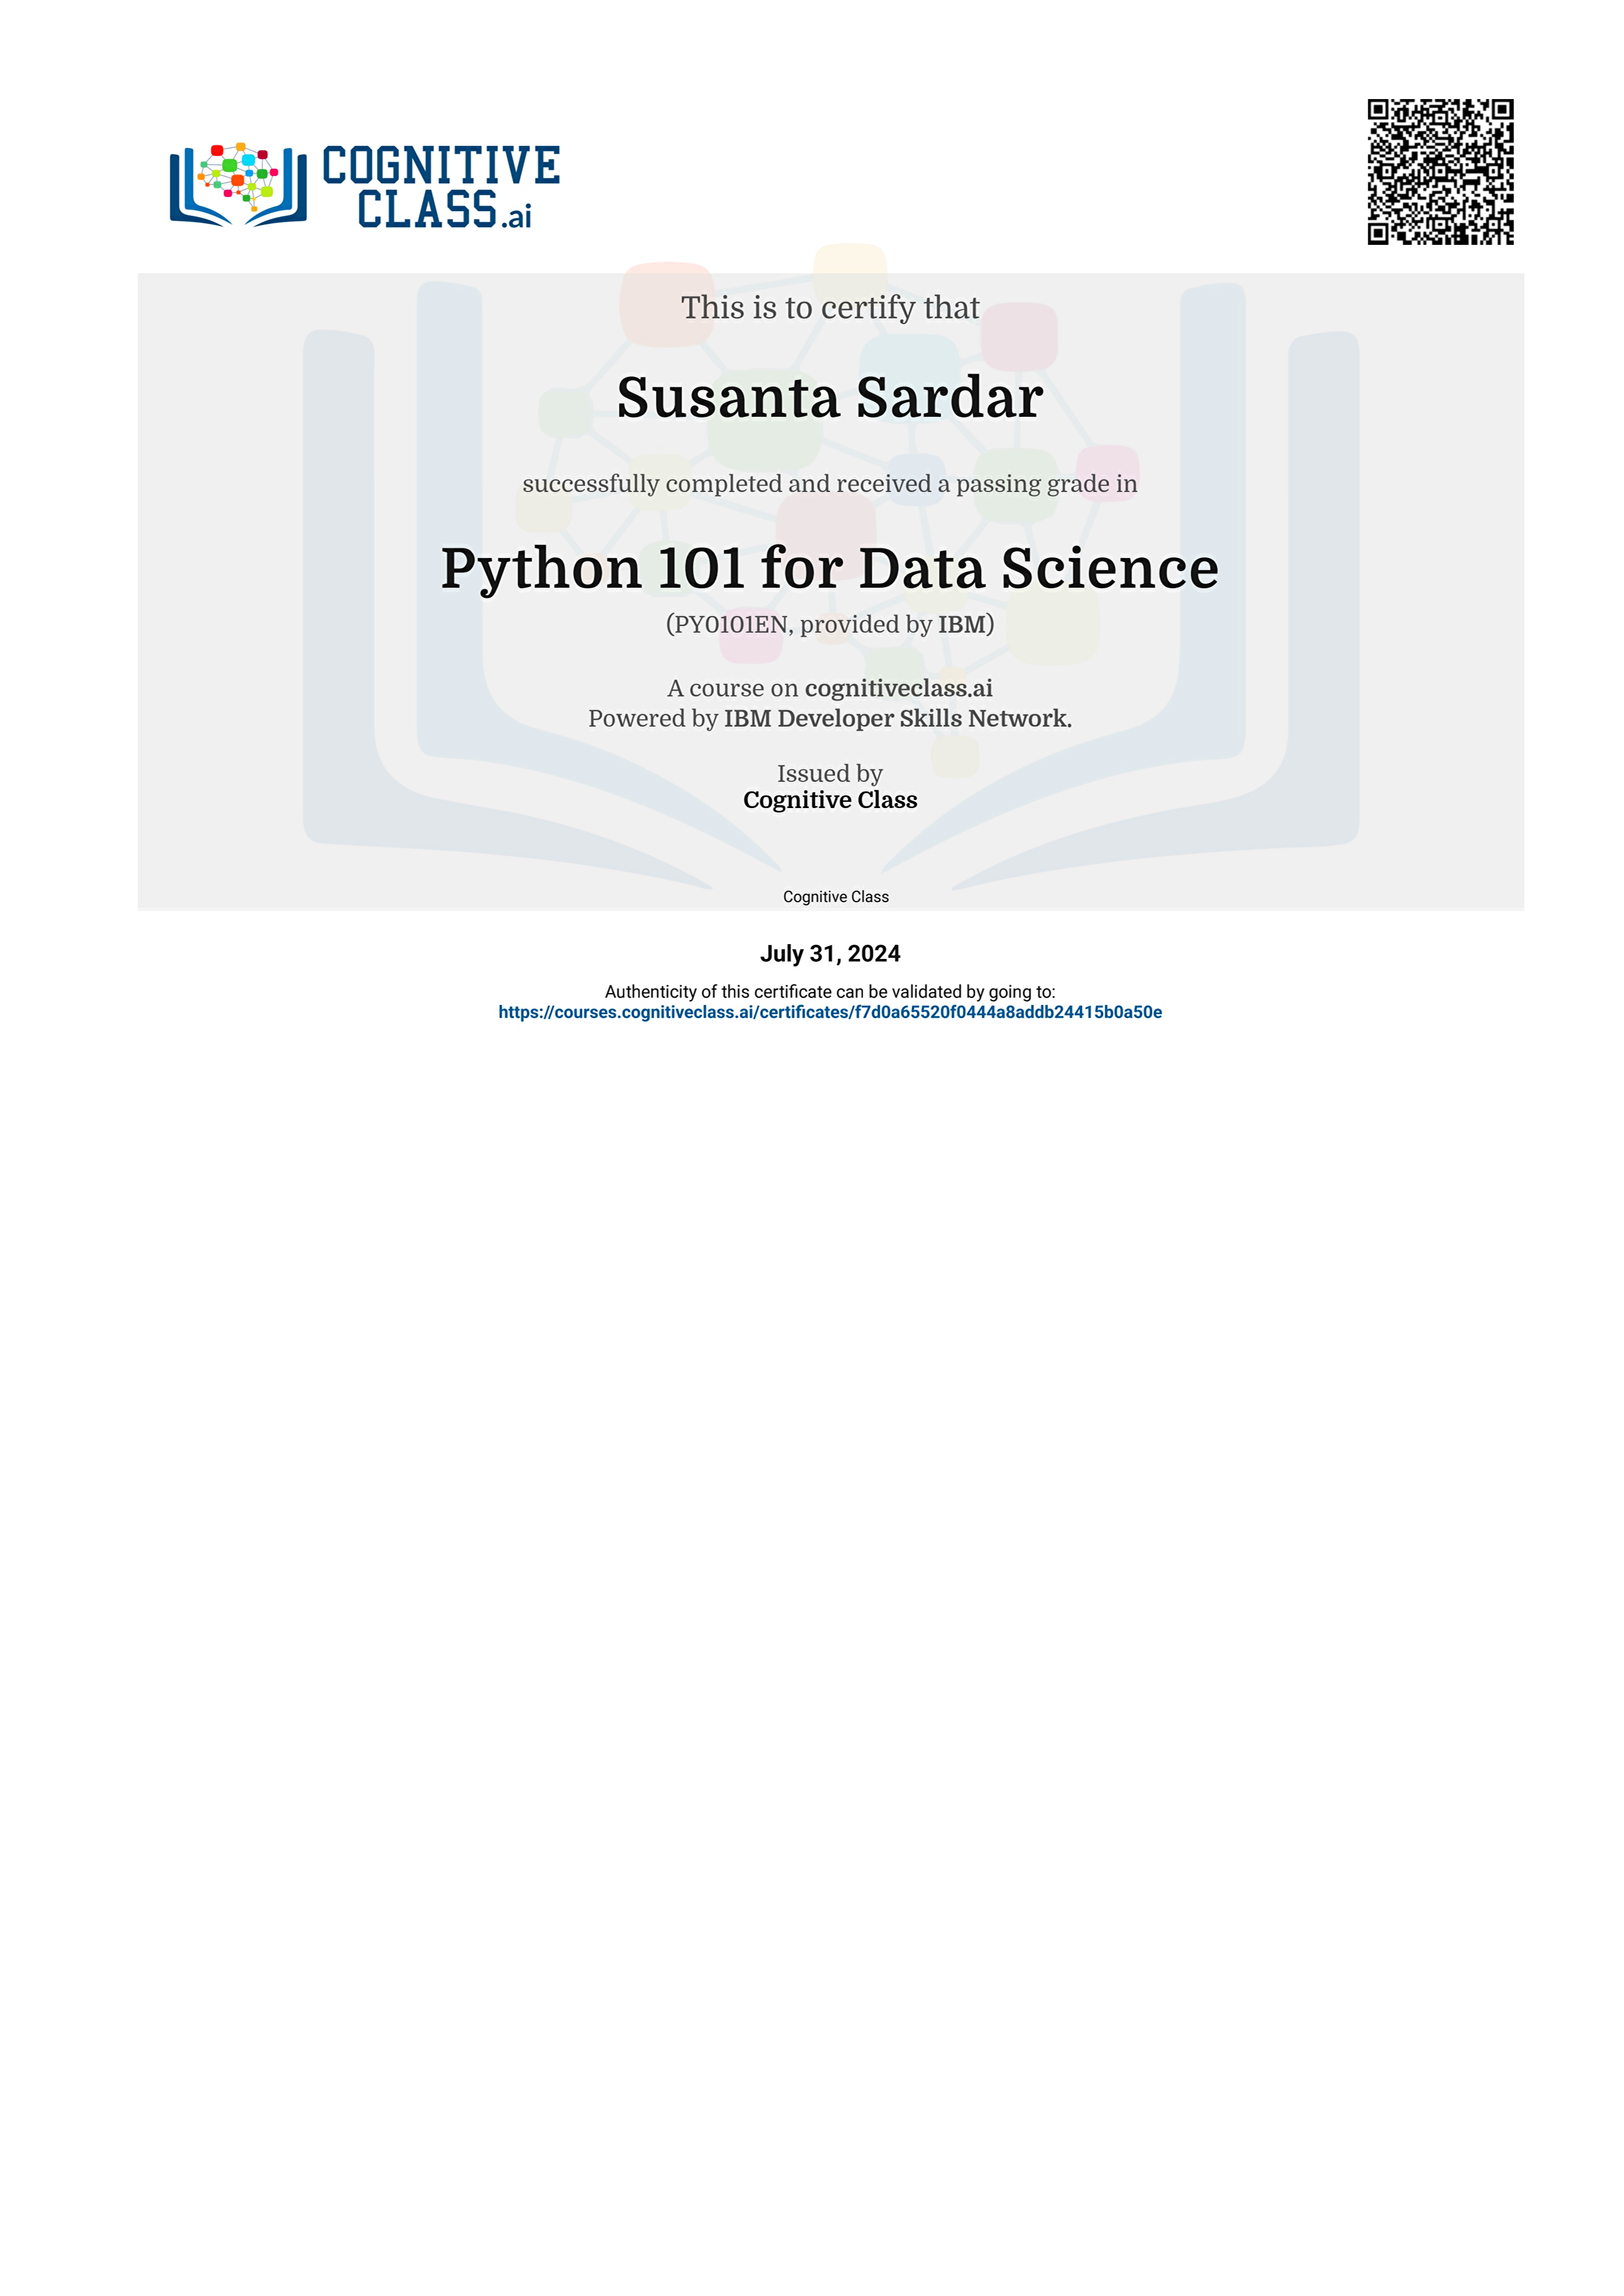 COGNITIVE
CLASS.ai
This is to certify that
Susanta Sardar
successfully completed and received a passing grade in
Python 101 for Data Science
(PY0101EN, provided by IBM)
A course on cognitiveclass.ai
Powered by IBM Developer Skills Network.
Issued by
Cognitive Class
Cognitive Class
July 31, 2024
Authenticity of this certificate can be validated by going to:
https://courses.cognitiveclass.ai/certificates/f7d0a65520f0444a8addb24415b0a50e